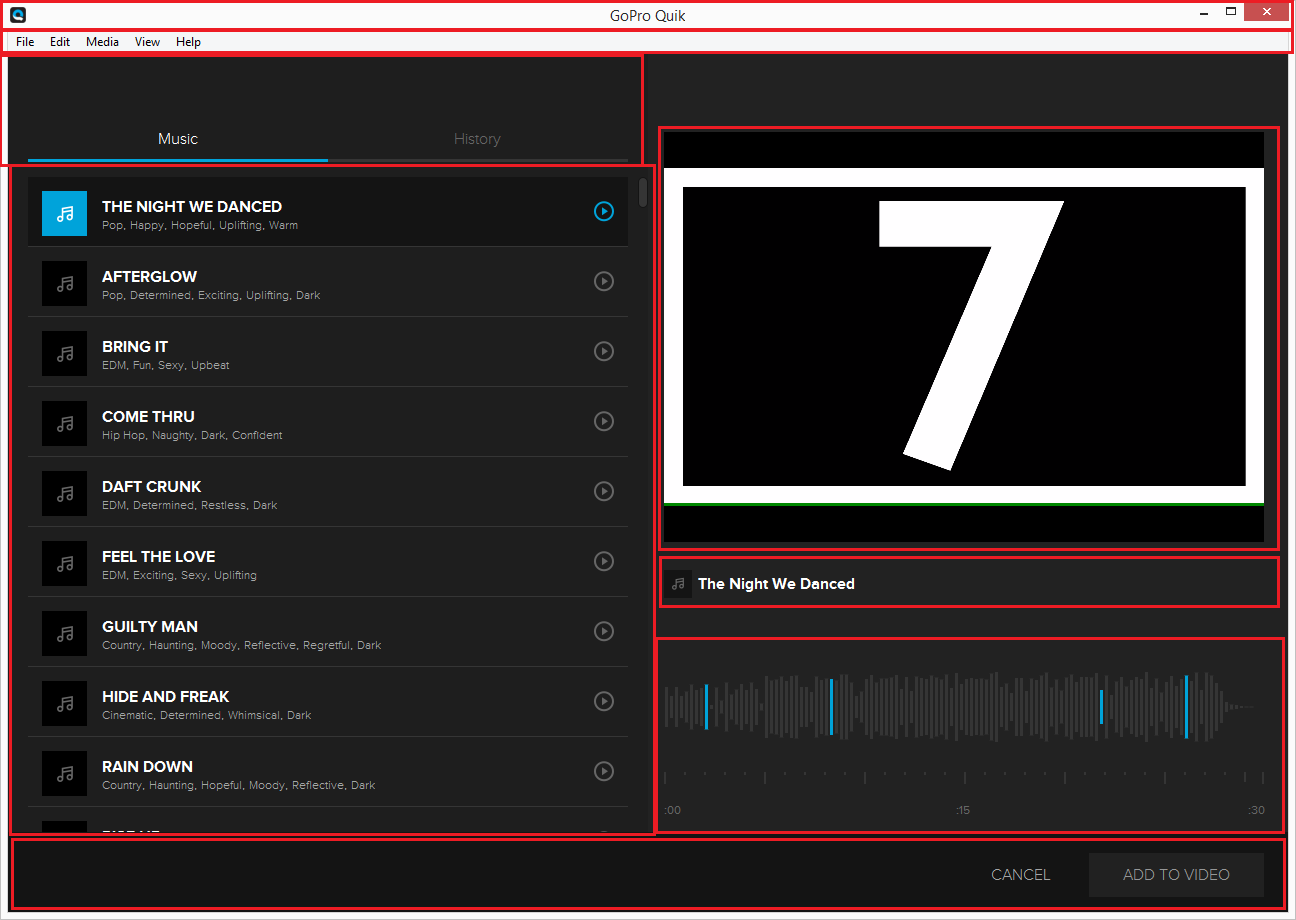 GoPro Quik
File Edit Media View Help
Music History
THE NIGHT WE DANCED
Pop, Happy, Hopeful, Uplifting, Warm
AFTERGLOW
Pop, Determined, Exciting, Uplifting, Dark
BRING IT
EDM, Fun, Sexy, Upbeat
COME THRU
Hip Hop, Naughty, Dark, Confident
DAFT CRUNK
EDM, Determined, Restless, Dark
FEEL THE LOVE
EDM, Exciting, Sexy, Uplifting
GUILTY MAN
Country, Haunting, Moody, Reflective, Regretful, Dark
HIDE AND FREAK
Cinematic, Determined, Whimsical, Dark
RAIN DOWN
Country, Haunting, Hopeful, Moody, Reflective, Dark
7
The Night We Danced
:00 :15 :30
CANCEL ADD TO VIDEO